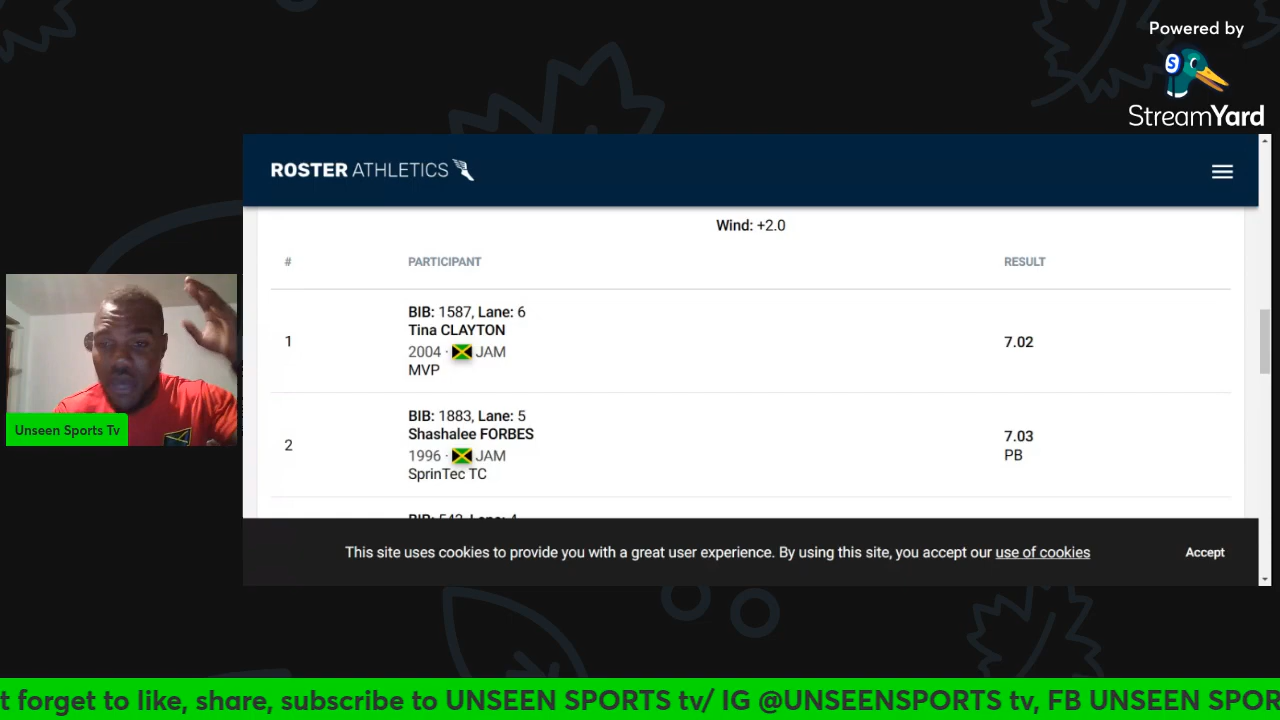 Powered by
StreamYard
ROSTER ATHLETICS
Wind: +2.0
# PARTICIPANT RESULT
BIB: 1587, Lane: 6
Tina CLAYTON
1 7.02
2004 · JAM
MVP
BIB: 1883, Lane: 5
Shashalee FORBES 7.03
2
1996 · JAM PB
SprinTec TC
BIB: 543, Lane: 4
This site uses cookies to provide you with a great user experience. By using this site, you accept our use of cookies Accept
Unseen Sports Tv
t forget to like, share, subscribe to UNSEEN SPORTS tv/ IG @UNSEENSPORTS tv, FB UNSEEN SPOR